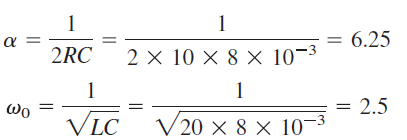 α = 1/2RC = 1/2 × 10 × 8 × 10⁻³ = 6.25
ω₀ = 1/√LC = 1/√20 × 8 × 10⁻³ = 2.5